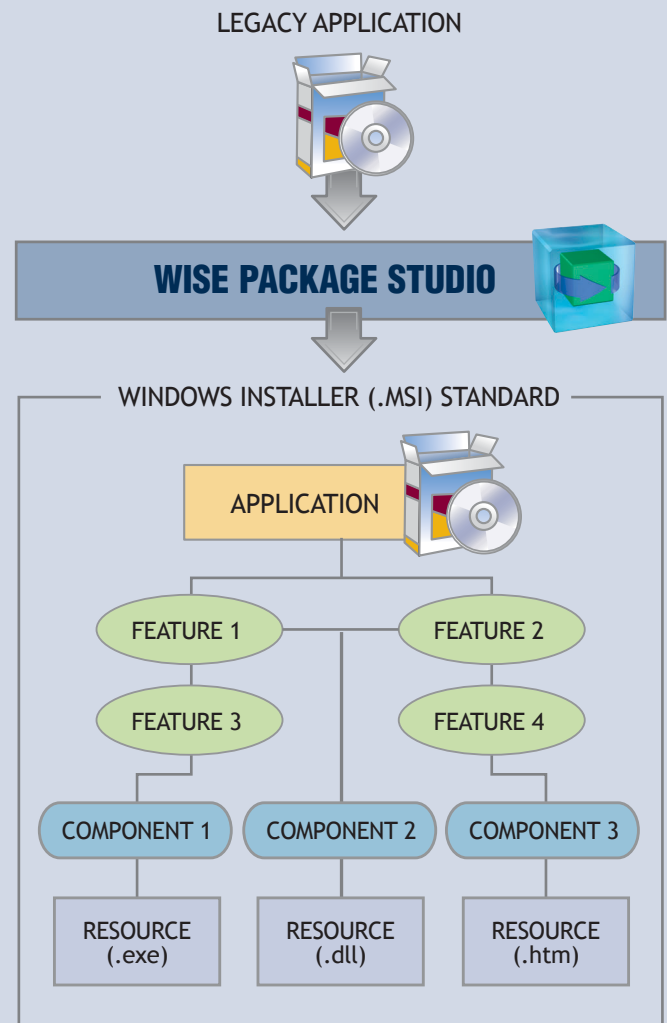 LEGACY APPLICATION
WISE PACKAGE STUDIO
WINDOWS INSTALLER (.MSI) STANDARD
APPLICATION
FEATURE 1
FEATURE 2
FEATURE 3
FEATURE 4
COMPONENT 1
COMPONENT 2
COMPONENT 3
RESOURCE
(.exe)
RESOURCE
(.dll)
RESOURCE
(.htm)